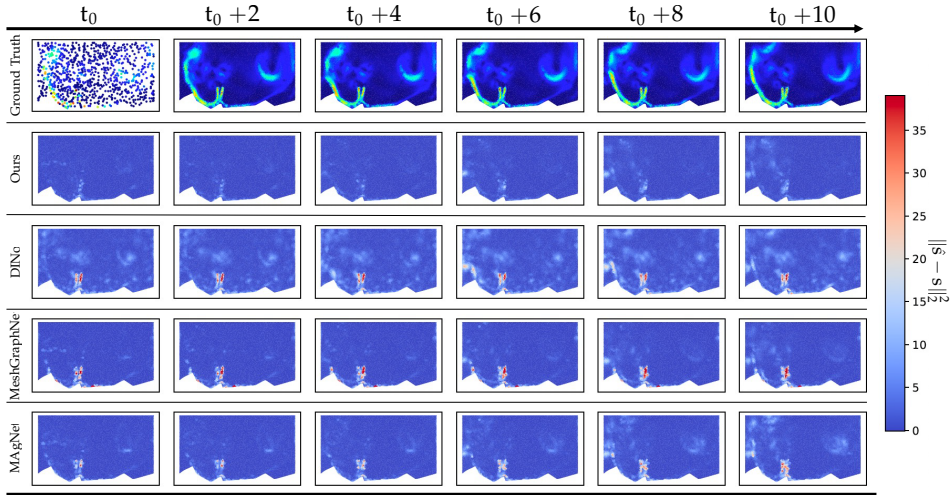 t₀ t₀ +2 t₀ +4 t₀ +6 t₀ +8 t₀ +10
Ground Truth
Ours
DINo
MeshGraphNe
MAgNet
35
30
25
20
15
10
5
0
||ŝ − s||₂²